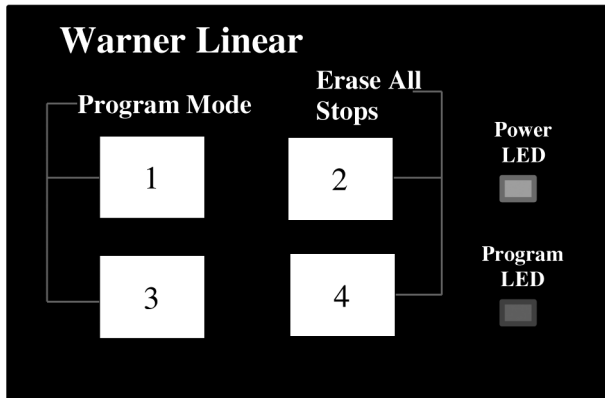 Warner Linear
Program Mode
Erase All
Stops
Power
LED
1
2
Program
LED
3
4